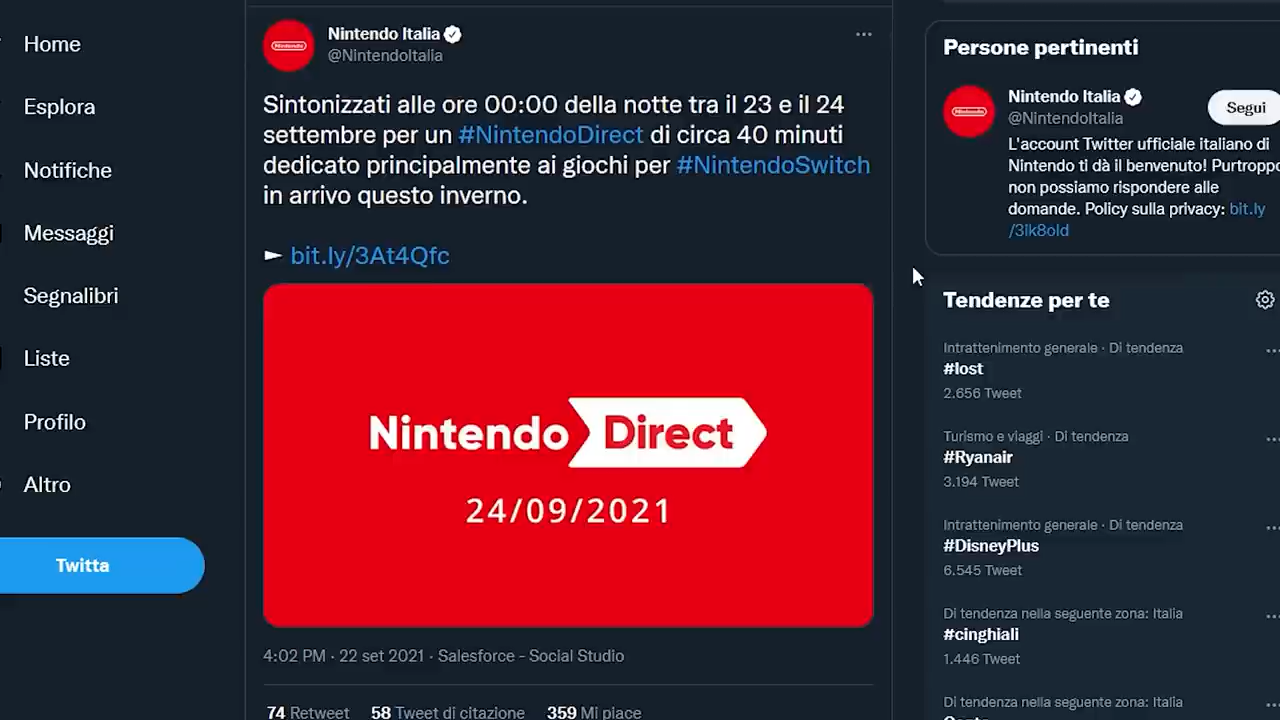 Home
Esplora
Notifiche
Messaggi
Segnalibri
Liste
Profilo
Altro
Twitta
Nintendo Italia
@NintendoItalia
Sintonizzati alle ore 00:00 della notte tra il 23 e il 24
settembre per un #NintendoDirect di circa 40 minuti
dedicato principalmente ai giochi per #NintendoSwitch
in arrivo questo inverno.
► bit.ly/3At4Qfc
Nintendo Direct
24/09/2021
4:02 PM · 22 set 2021 · Salesforce - Social Studio
74 Retweet 58 Tweet di citazione 359 Mi piace
Persone pertinenti
Nintendo Italia
@NintendoItalia
Segui
L'account Twitter ufficiale italiano di
Nintendo ti dà il benvenuto! Purtroppo
non possiamo rispondere alle
domande. Policy sulla privacy: bit.ly
/3lk8old
Tendenze per te
Intrattenimento generale · Di tendenza
#lost
2.656 Tweet
Turismo e viaggi · Di tendenza
#Ryanair
3.194 Tweet
Intrattenimento generale · Di tendenza
#DisneyPlus
6.545 Tweet
Di tendenza nella seguente zona: Italia
#cinghiali
1.446 Tweet
Di tendenza nella seguente zona: Italia